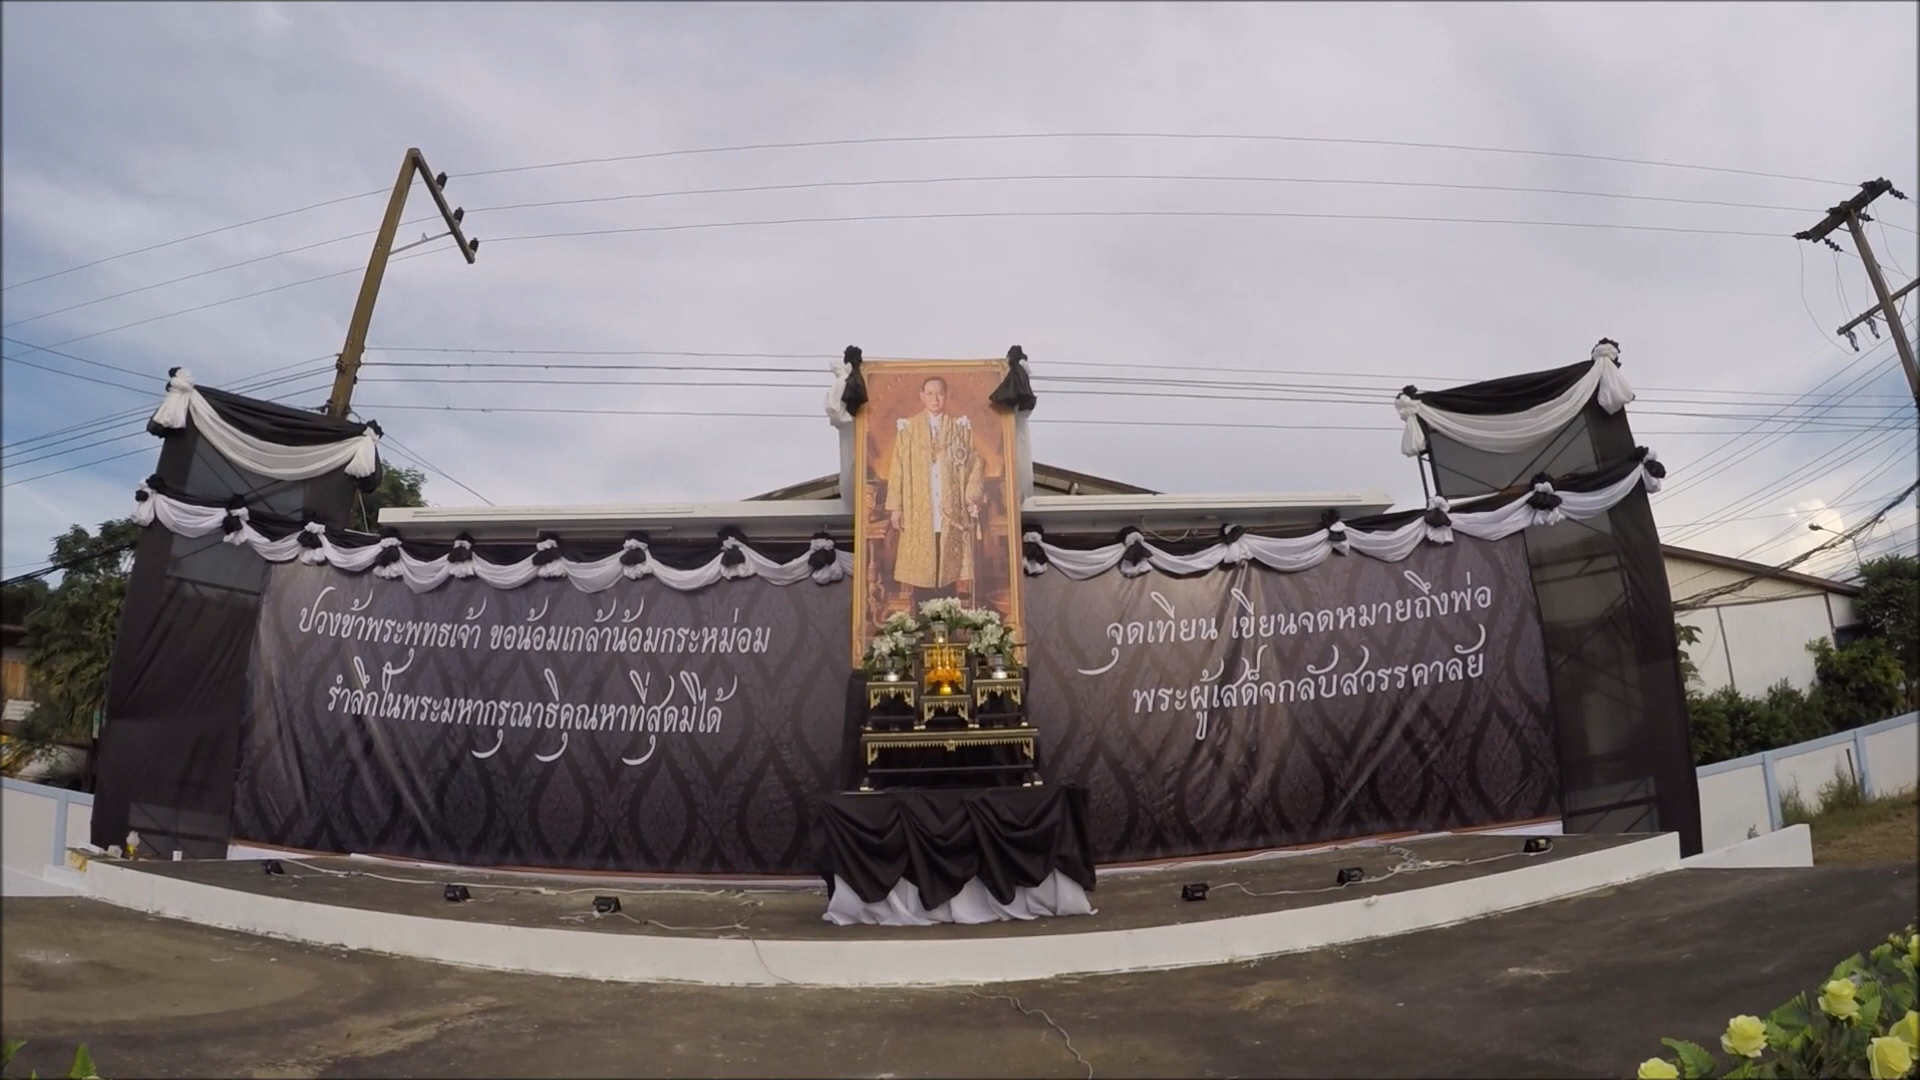 ปวงข้าพระพุทธเจ้า ขอน้อมเกล้าน้อมกระหม่อม
รำลึกในพระมหากรุณาธิคุณหาที่สุดมิได้
จุดเทียน เขียนจดหมายถึงพ่อ
พระผู้เสด็จกลับสวรรคาลัย